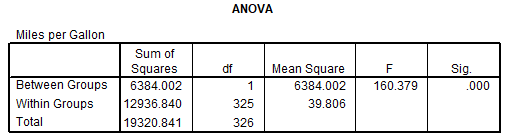 ANOVA
Miles per Gallon
Sum of
Squares df Mean Square F Sig.
Between Groups 6384.002 1 6384.002 160.379 .000
Within Groups 12936.840 325 39.806
Total 19320.841 326